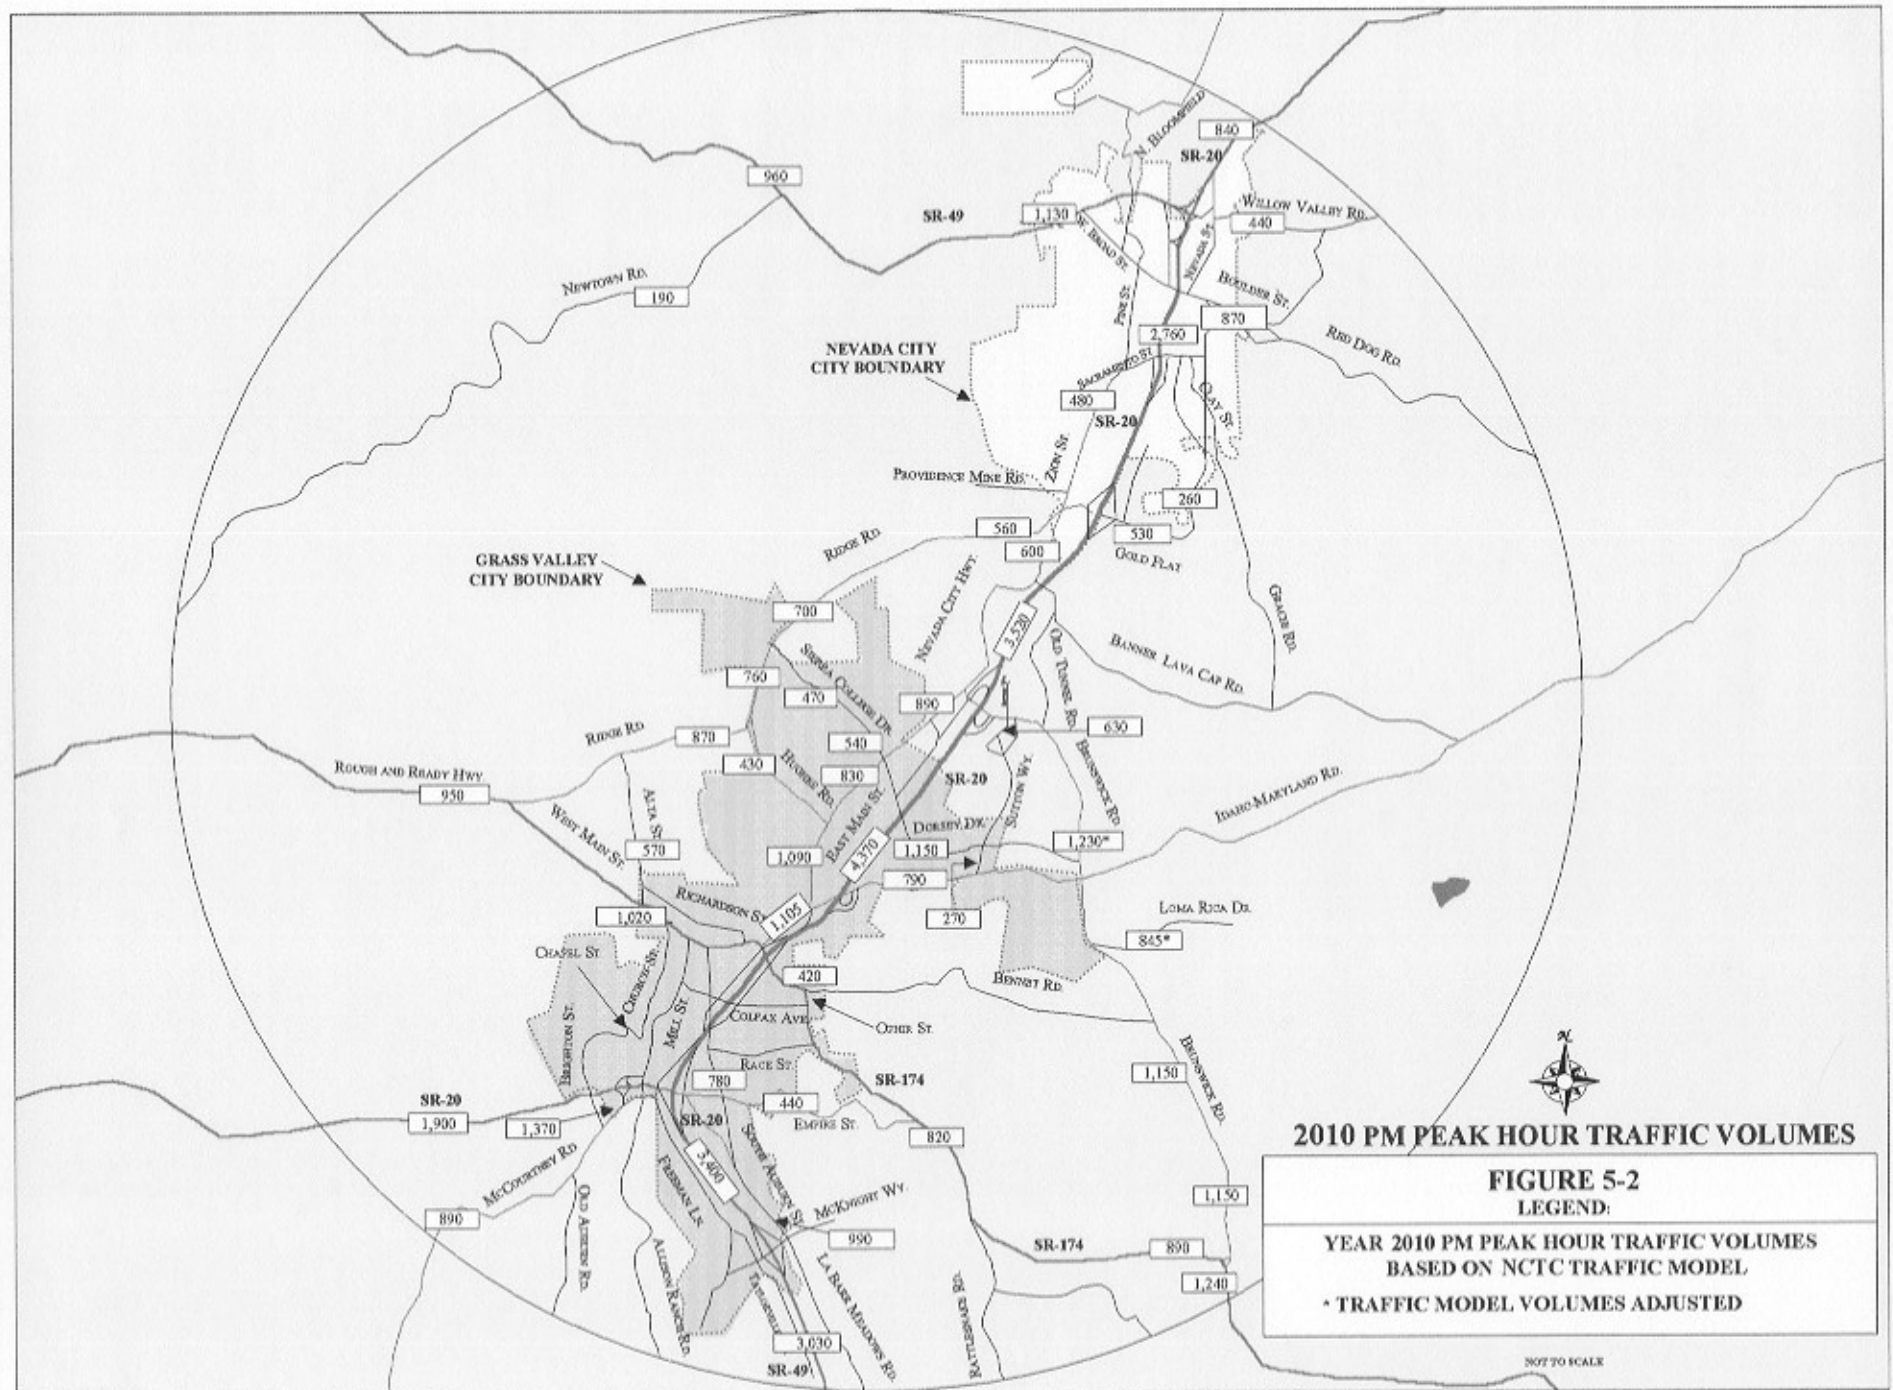 840
N. BLOOMFIELD
SR-20
960
SR-49
1,130
WILLOW VALLEY RD.
440
W. BROAD ST.
NEVADA ST.
NEWTOWN RD.
190
PINE ST.
BOULDER ST.
870
RED DOG RD.
2,760
NEVADA CITY
CITY BOUNDARY
SACRAMENTO ST
480
SR-20
CLAY ST.
ZION ST.
PROVIDENCE MINE RD.
260
560
530
RIDGE RD.
600
GOLD FLAT
GRASS VALLEY
CITY BOUNDARY
NEVADA CITY HWY.
GRACIE RD.
700
3,520
OLD TUNNEL RD.
BANNER LAVA CAP RD.
SIERRA COLLEGE DR.
760
470
890
630
RIDGE RD
870
540
BRUNSWICK RD
430
HUGHES RD.
830
SR-20
SUTTON WY.
IDAHO-MARYLAND RD.
ROUGH AND READY HWY.
950
ALTA ST.
WEST MAIN ST.
EAST MAIN ST.
DORSEY DR.
570
1,090
4,370
1,150
1,230*
790
RICHARDSON ST.
1,020
1,105
270
LOMA RICA DR.
845*
CHAPEL ST.
CHURCH ST.
420
BENNET RD.
MILL ST.
COLFAX AVE.
BRIGHTON ST.
RACE ST.
SR-174
780
1,150
BRUNSWICK RD.
440
EMPIRE ST.
SR-20
1,900
1,370
SR-20
820
N
2010 PM PEAK HOUR TRAFFIC VOLUMES
FIGURE 5-2
LEGEND:
YEAR 2010 PM PEAK HOUR TRAFFIC VOLUMES
BASED ON NCTC TRAFFIC MODEL
* TRAFFIC MODEL VOLUMES ADJUSTED
NOT TO SCALE
MCCOURTNEY RD
3,400
SOUTH AUBURN ST.
FREEMAN LN.
MCKNIGHT WY.
890
OLD AUBURN RD.
990
1,150
ALLISON RANCH RD.
LA BARR MEADOWS RD.
SR-174
890
1,240
RATTLESNAKE RD.
3,030
SR-49